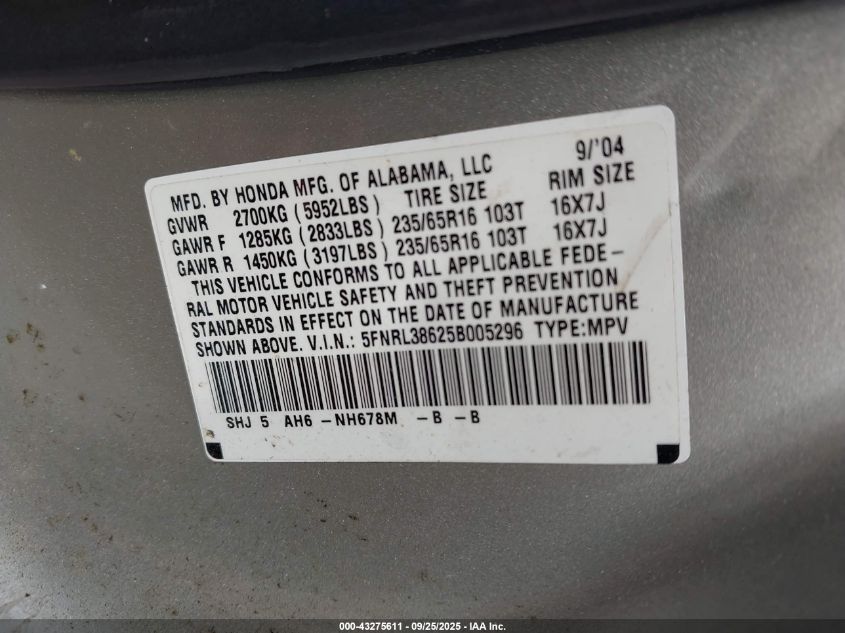 MFD. BY HONDA MFG. OF ALABAMA, LLC 9/'04
GVWR 2700KG (5952LBS) TIRE SIZE RIM SIZE
GAWR F 1285KG (2833LBS) 235/65R16 103T 16X7J
GAWR R 1450KG (3197LBS) 235/65R16 103T 16X7J
THIS VEHICLE CONFORMS TO ALL APPLICABLE FEDE-
RAL MOTOR VEHICLE SAFETY AND THEFT PREVENTION
STANDARDS IN EFFECT ON THE DATE OF MANUFACTURE
SHOWN ABOVE. V.I.N.: 5FNRL38625B005296 TYPE:MPV
SHJ 5 AH6 -NH678M -B -B
000-43275611 - 09/25/2025 - IAA Inc.